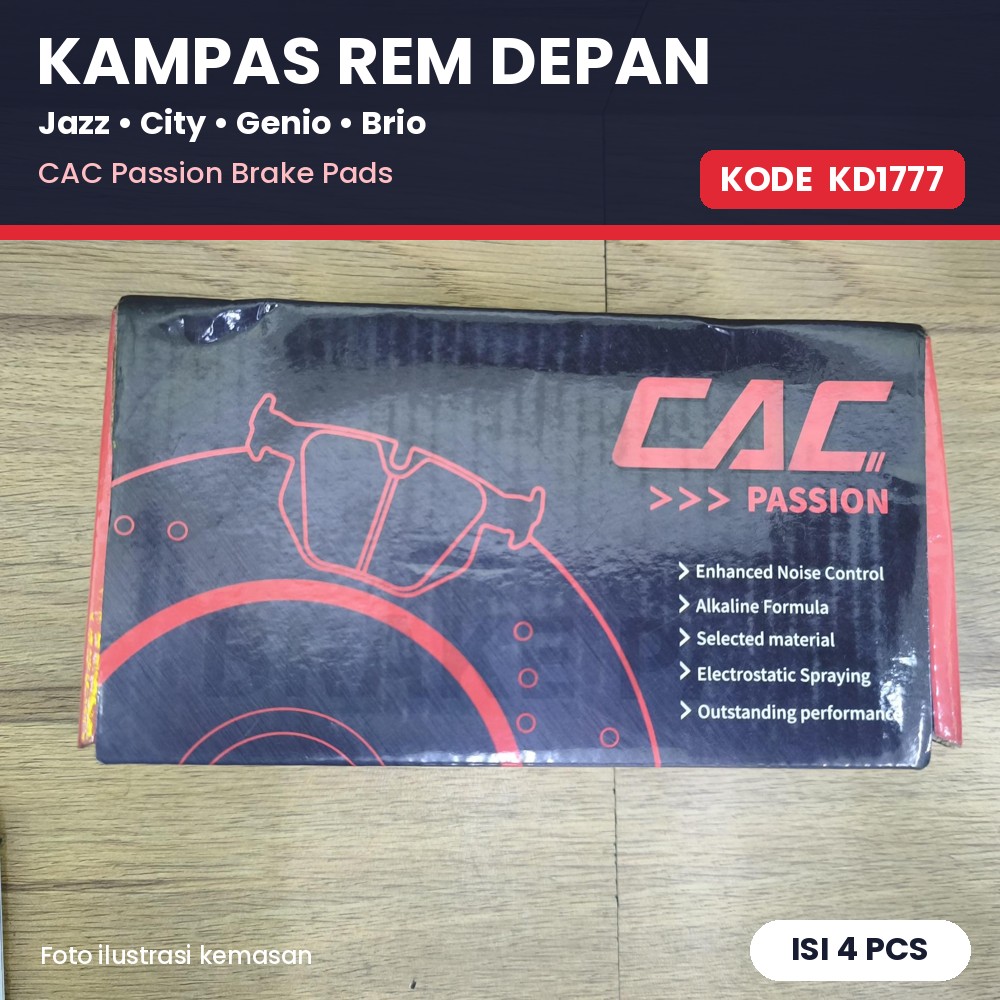 KAMPAS REM DEPAN
Jazz • City • Genio • Brio
CAC Passion Brake Pads
KODE KD1777
CAC
>>> PASSION
> Enhanced Noise Control
> Alkaline Formula
> Selected material
> Electrostatic Spraying
> Outstanding performance
Foto ilustrasi kemasan
ISI 4 PCS